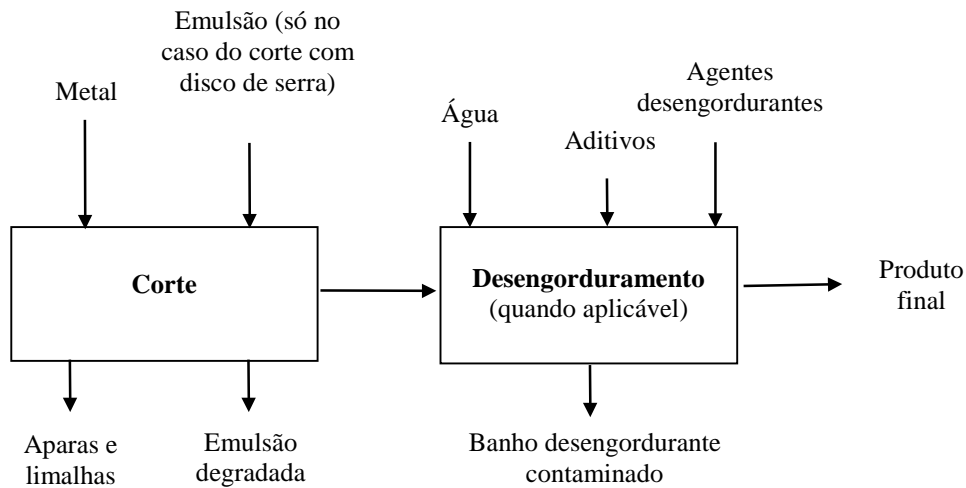 Emulsão (só no
caso do corte com
disco de serra)
Metal
Água
Aditivos
Agentes
desengordurantes
Corte
Desengorduramento
(quando aplicável)
Produto
final
Aparas e
limalhas
Emulsão
degradada
Banho desengordurante
contaminado